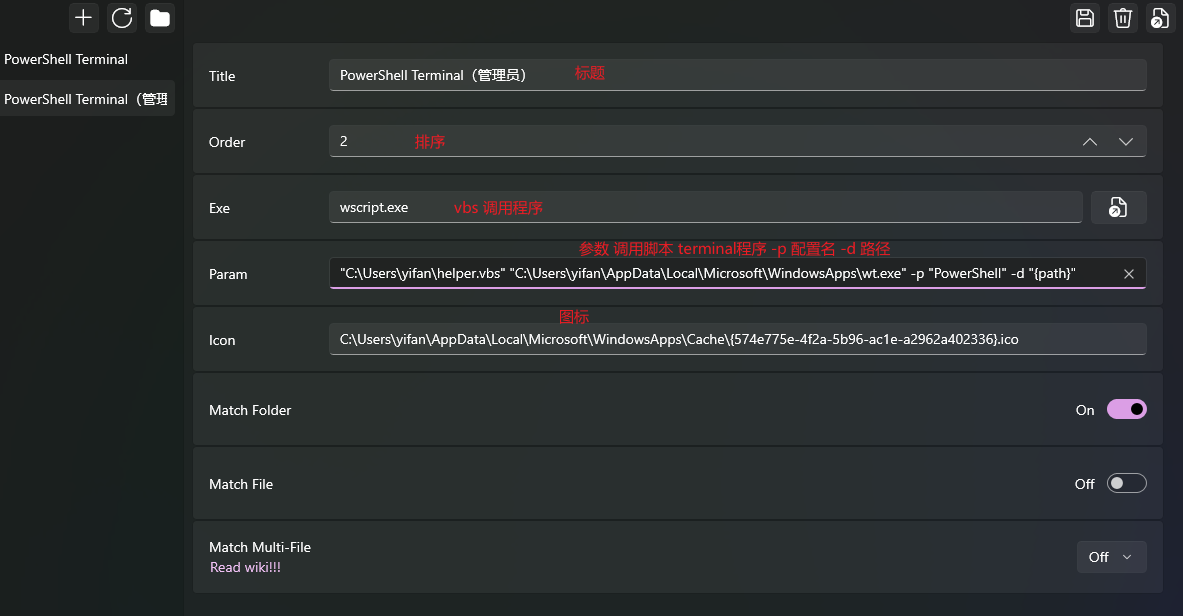 PowerShell Terminal
PowerShell Terminal（管理
Title
PowerShell Terminal（管理员）
标题
Order
2
排序
Exe
wscript.exe
vbs 调用程序
参数 调用脚本 terminal程序 -p 配置名 -d 路径
Param
"C:\Users\yifan\helper.vbs" "C:\Users\yifan\AppData\Local\Microsoft\WindowsApps\wt.exe" -p "PowerShell" -d "{path}"
图标
Icon
C:\Users\yifan\AppData\Local\Microsoft\WindowsApps\Cache\{574e775e-4f2a-5b96-ac1e-a2962a402336}.ico
Match Folder
On
Match File
Off
Match Multi-File
Read wiki!!!
Off